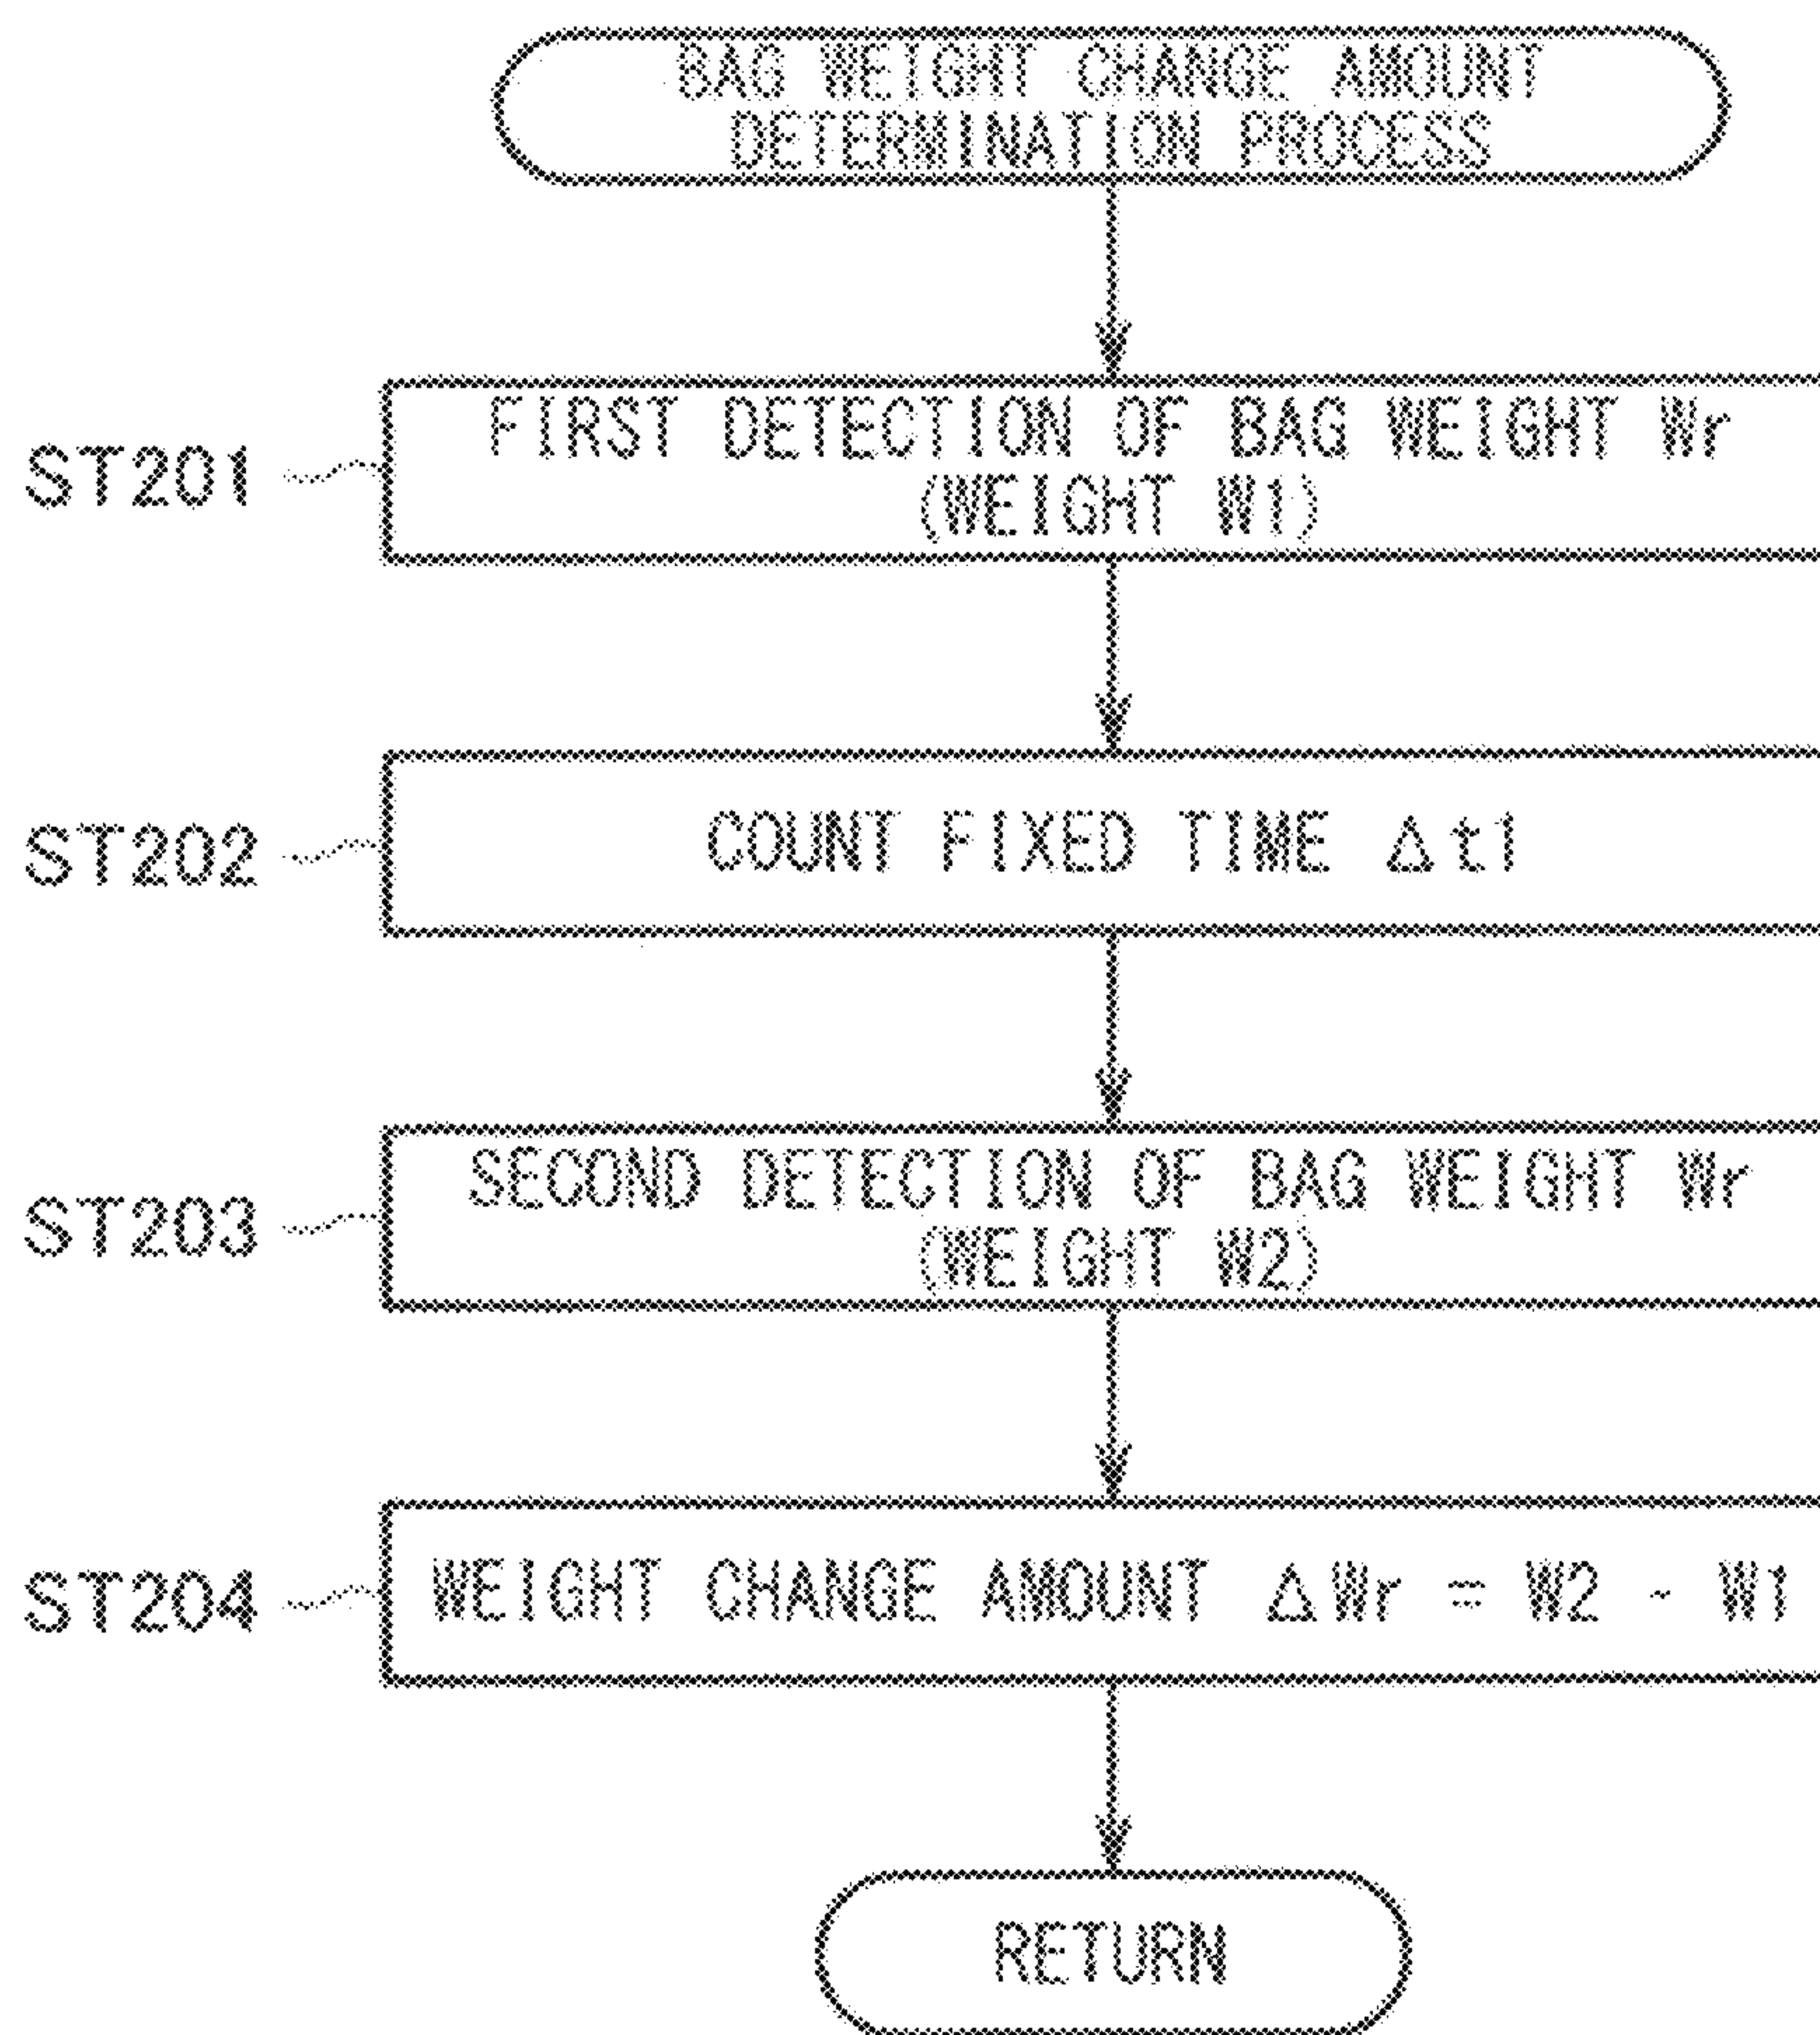 BAG WEIGHT CHANGE AMOUNT
DETERMINATION PROCESS
ST201
FIRST DETECTION OF BAG WEIGHT Wr
(WEIGHT W1)
ST202
COUNT FIXED TIME Δt1
ST203
SECOND DETECTION OF BAG WEIGHT Wr
(WEIGHT W2)
ST204
WEIGHT CHANGE AMOUNT ΔWr = W2 - W1
RETURN